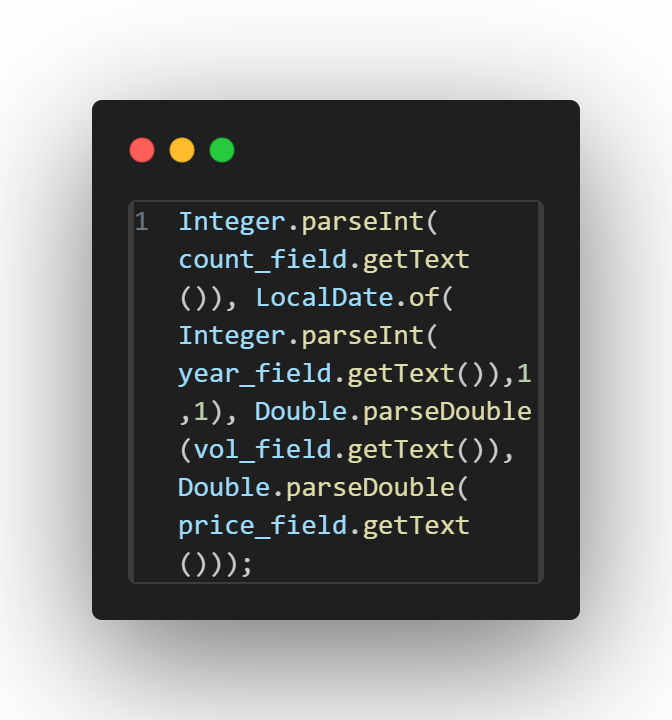 1 Integer.parseInt(
count_field.getText
()), LocalDate.of(
Integer.parseInt(
year_field.getText()),1
,1), Double.parseDouble
(vol_field.getText()),
Double.parseDouble(
price_field.getText
()));